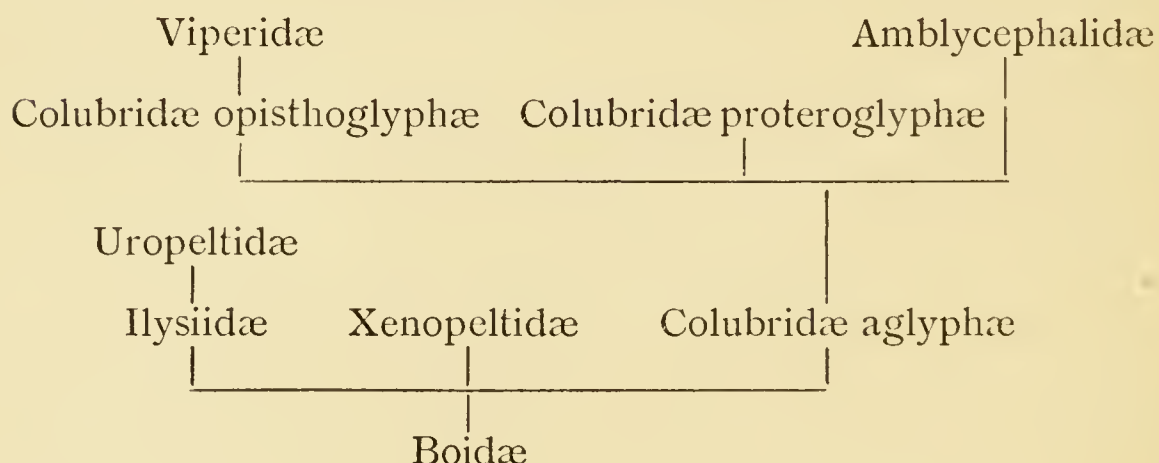 Viperidæ Amblycephalidæ
Colubridæ opisthoglyphæ Colubridæ proteroglyphæ
Uropeltidæ
Ilysiidæ Xenopeltidæ Colubridæ aglyphæ
Boidæ